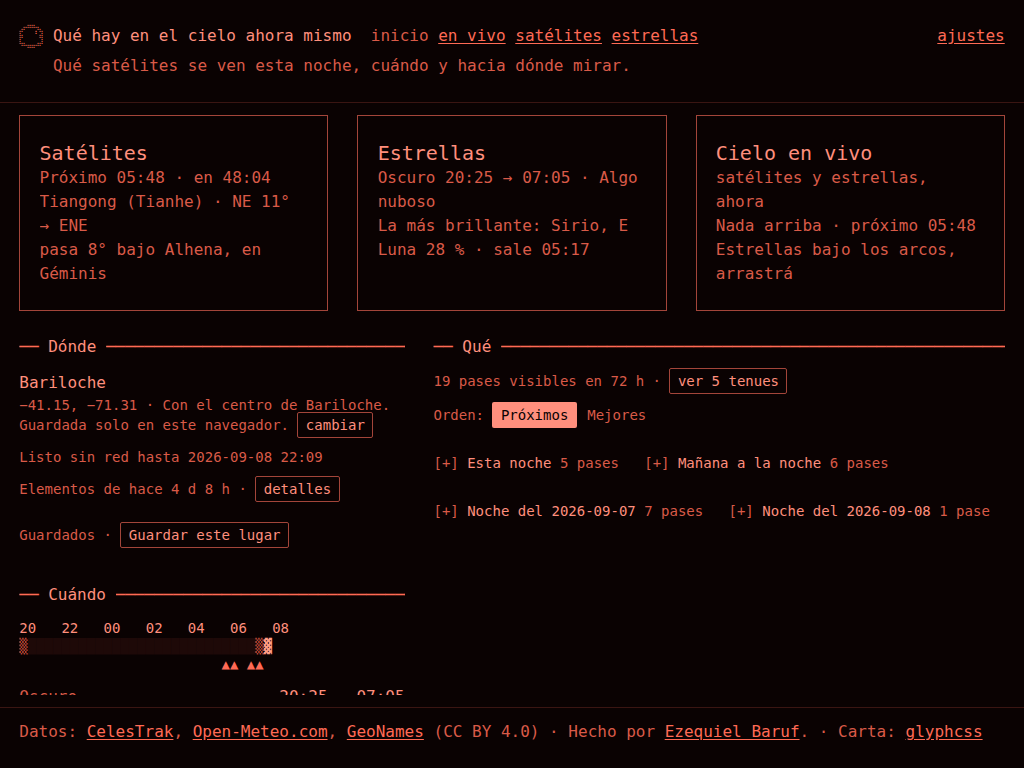 Qué hay en el cielo ahora mismo inicio en vivo satélites estrellas ajustes
Qué satélites se ven esta noche, cuándo y hacia dónde mirar.
Satélites
Próximo 05:48 · en 48:04
Tiangong (Tianhe) · NE 11°
→ ENE
pasa 8° bajo Alhena, en
Géminis
Estrellas
Oscuro 20:25 → 07:05 · Algo
nuboso
La más brillante: Sirio, E
Luna 28 % · sale 05:17
Cielo en vivo
satélites y estrellas,
ahora
Nada arriba · próximo 05:48
Estrellas bajo los arcos,
arrastrá
Dónde
Bariloche
−41.15, −71.31 · Con el centro de Bariloche.
Guardada solo en este navegador. cambiar
Listo sin red hasta 2026-09-08 22:09
Elementos de hace 4 d 8 h · detalles
Guardados · Guardar este lugar
Qué
19 pases visibles en 72 h · ver 5 tenues
Orden: Próximos Mejores
[+] Esta noche 5 pases [+] Mañana a la noche 6 pases
[+] Noche del 2026-09-07 7 pases [+] Noche del 2026-09-08 1 pase
Cuándo
20 22 00 02 04 06 08
▲▲ ▲▲
Datos: CelesTrak, Open-Meteo.com, GeoNames (CC BY 4.0) · Hecho por Ezequiel Baruf. · Carta: glyphcss